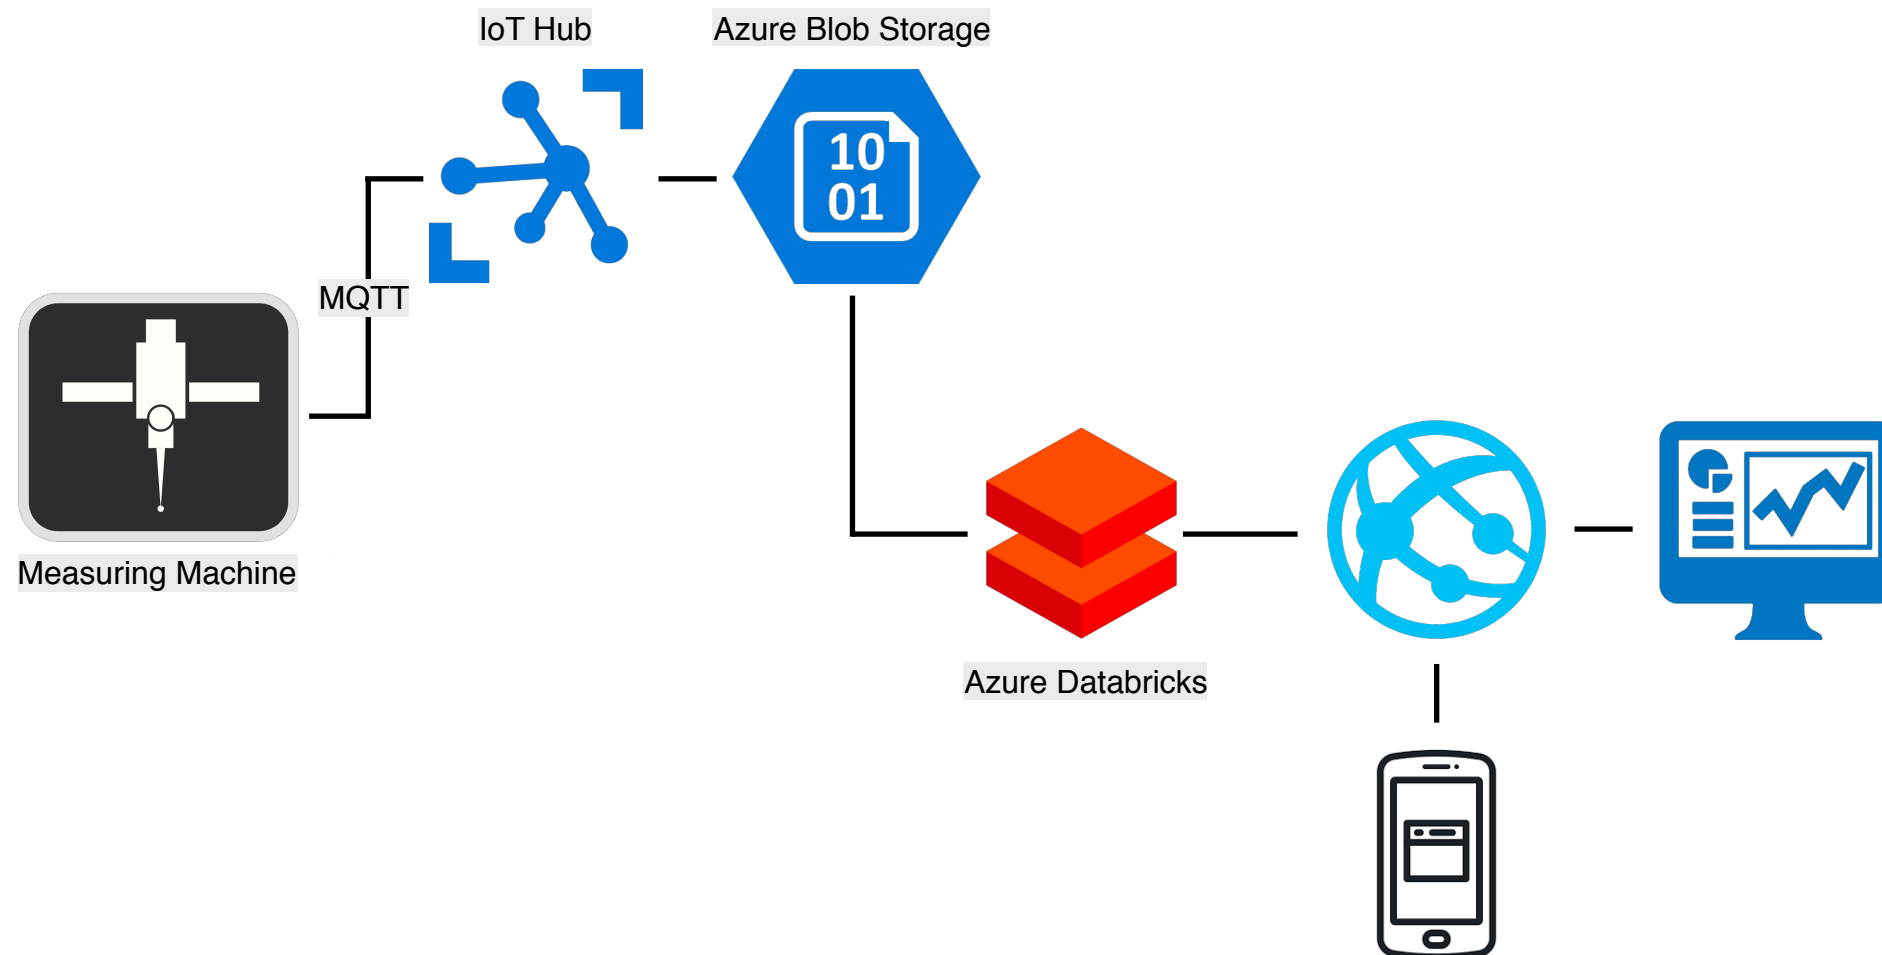 IoT Hub
Azure Blob Storage
10
01
MQTT
Measuring Machine
Azure Databricks